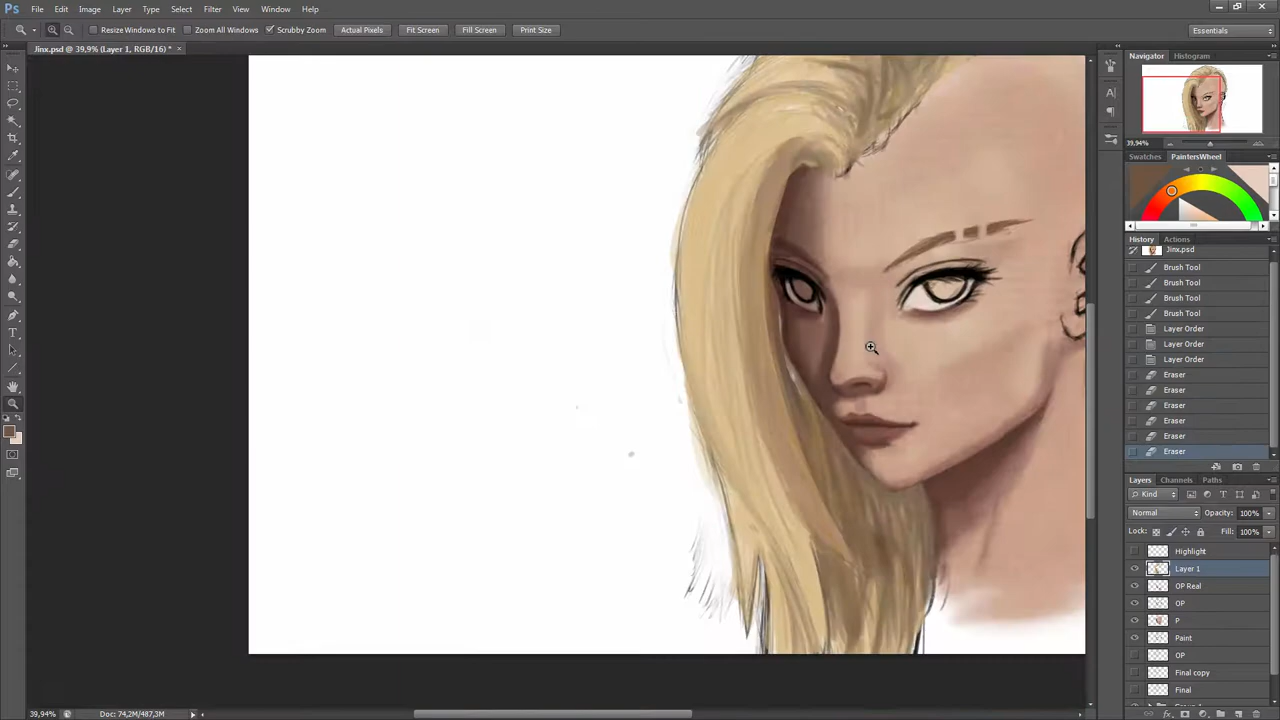 Ps File Edit Image Layer Type Select Filter View Window Help
Resize Windows to Fit Zoom All Windows Scrubby Zoom Actual Pixels Fit Screen Fill Screen Print Size Essentials
Jinx.psd @ 39,9% (Layer 1, RGB/16) * ×
Navigator Histogram
39,94%
Swatches PaintersWheel
History Actions
Jinx.psd
Brush Tool
Brush Tool
Brush Tool
Brush Tool
Layer Order
Layer Order
Layer Order
Eraser
Eraser
Eraser
Eraser
Eraser
Eraser
Layers Channels Paths
Kind
Normal Opacity: 100%
Lock: Fill: 100%
Highlight
Layer 1
OP Real
OP
P
Paint
OP
Final copy
Final
39,94% Doc: 74,2M/487,3M